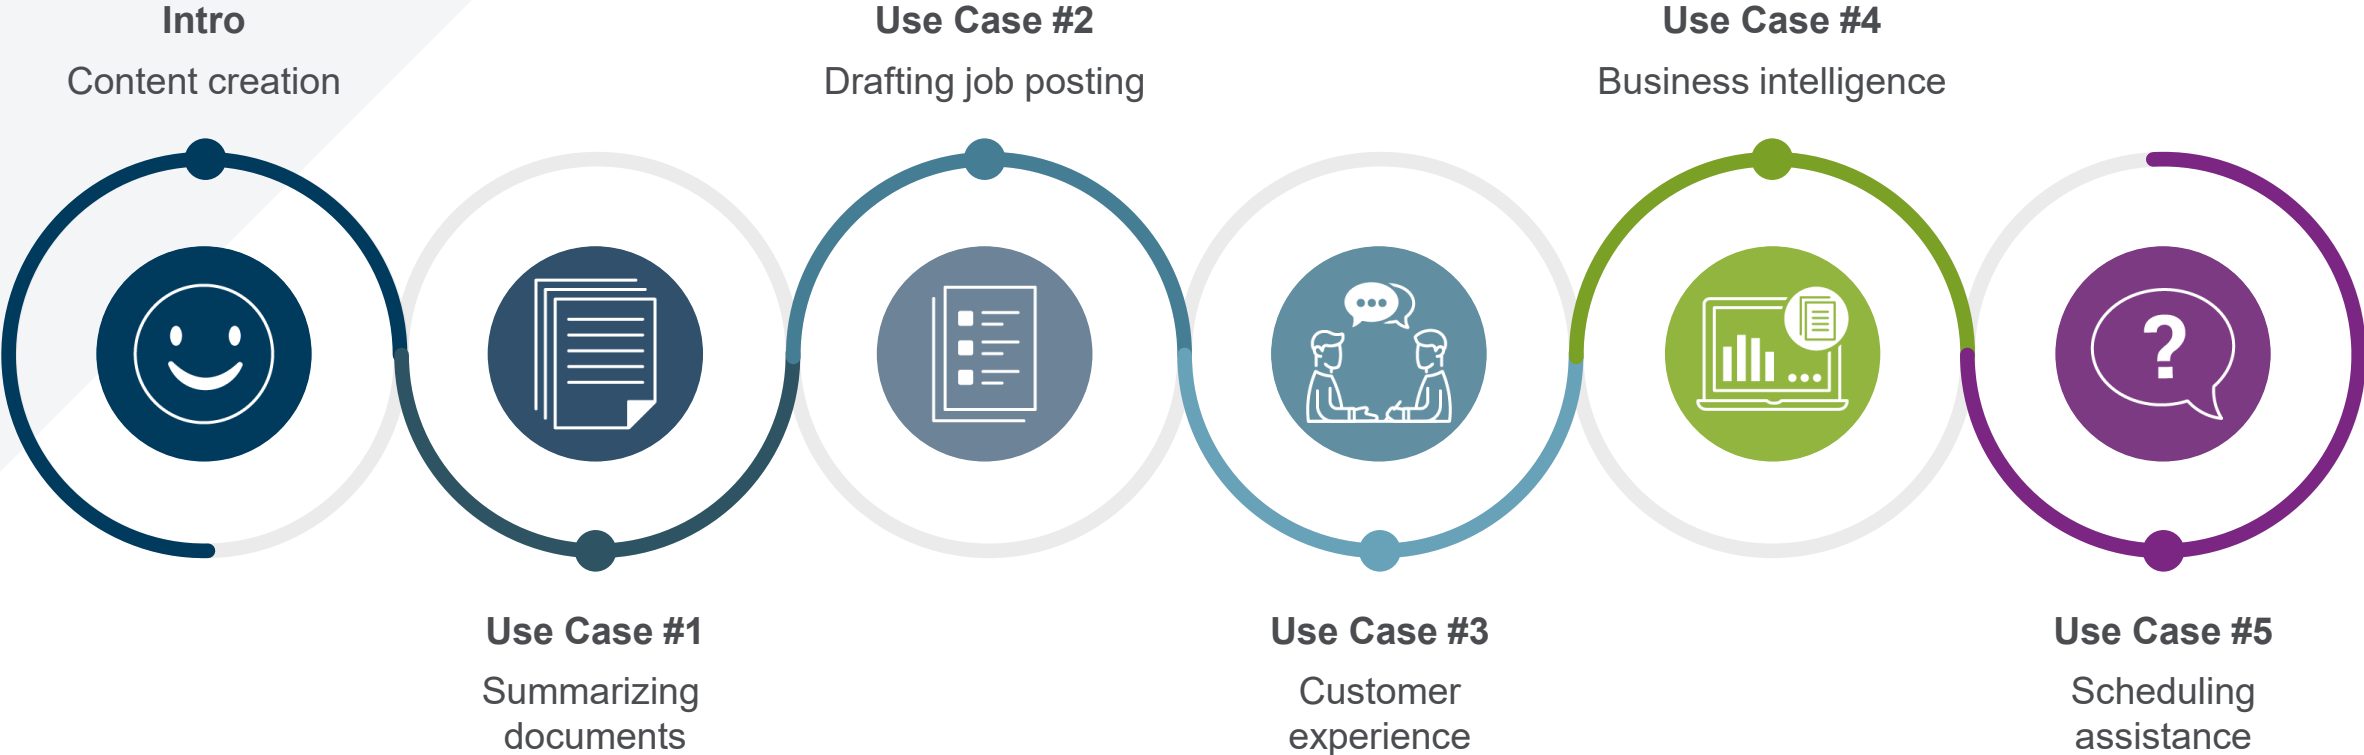 Intro
Content creation
Use Case #1
Summarizing
documents
Use Case #2
Drafting job posting
Use Case #3
Customer
experience
Use Case #4
Business intelligence
?
Use Case #5
Scheduling
assistance